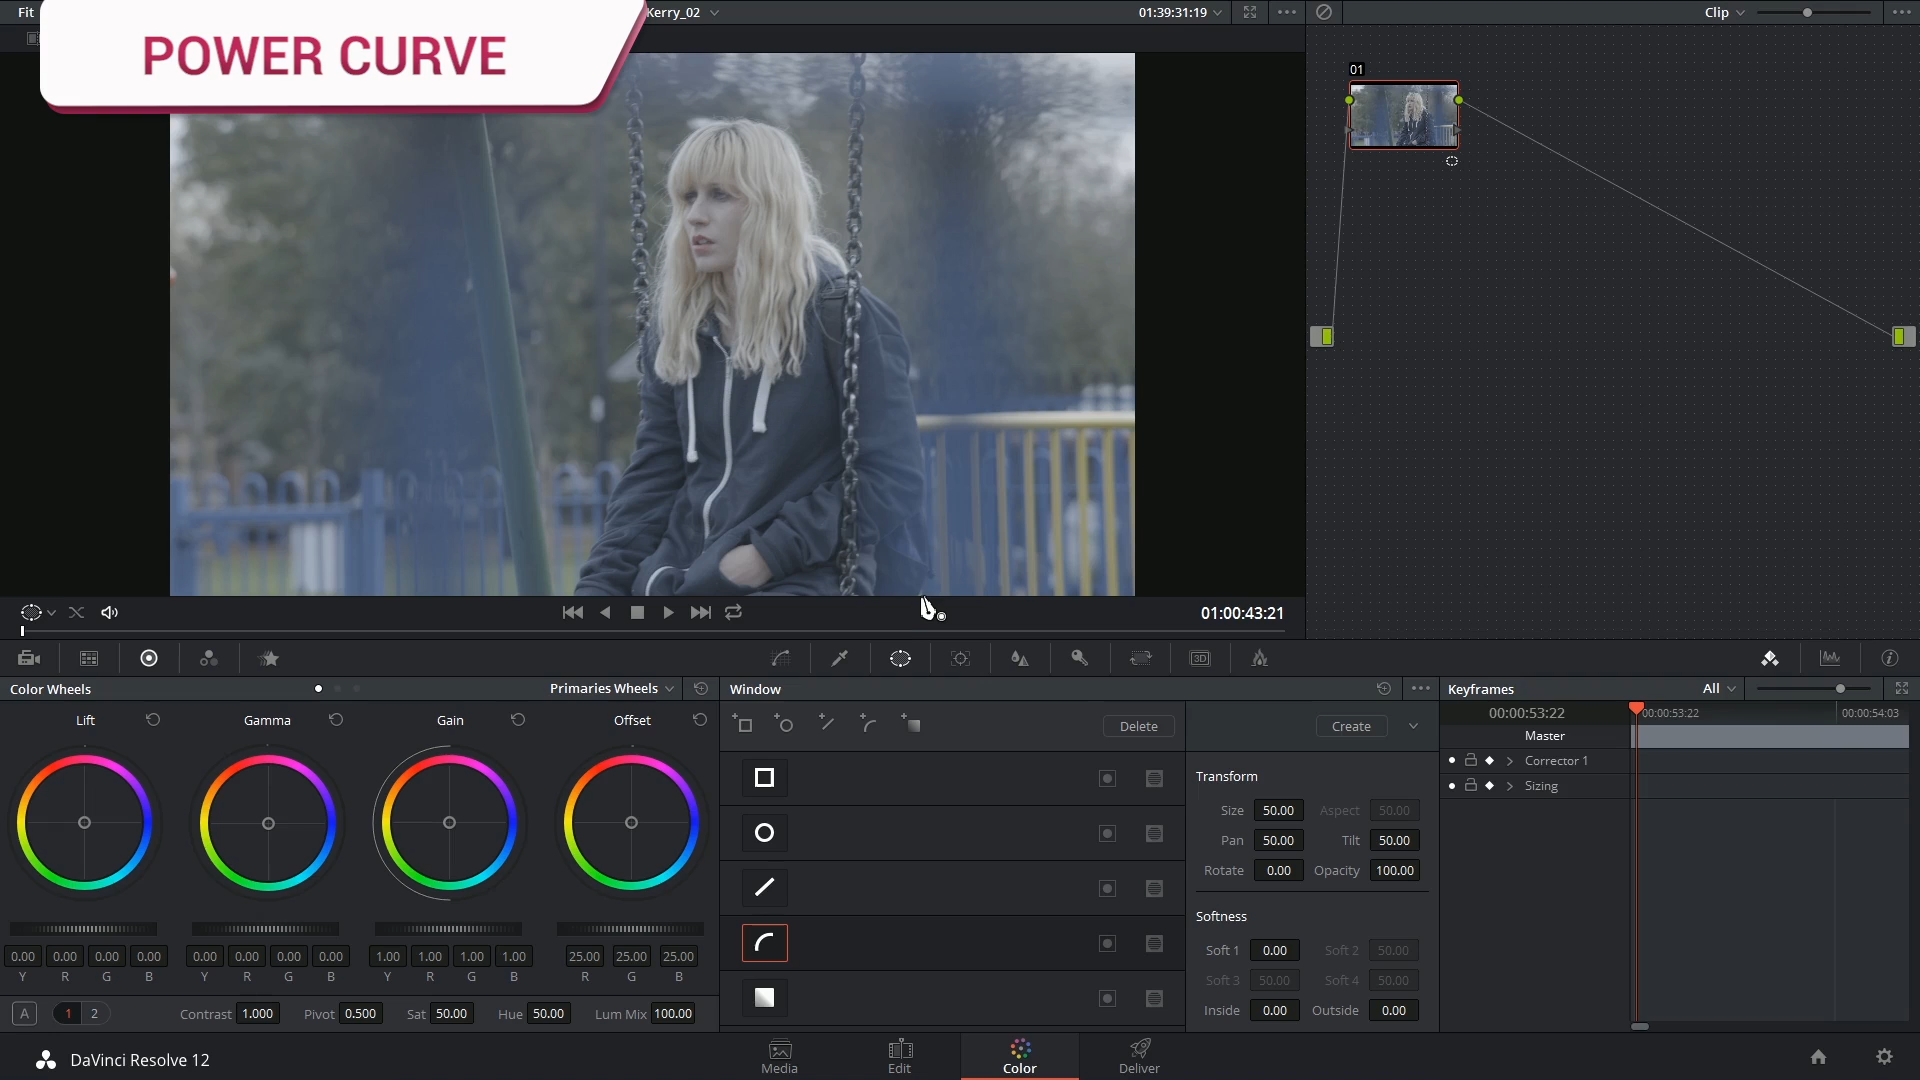 Fit
Kerry_02
01:39:31:19
Clip
POWER CURVE
01
01:00:43:21
3D
Color Wheels
Primaries Wheels
Window
Keyframes
All
Lift
Gamma
Gain
Offset
Delete
Create
00:00:53:22
00:00:53:22
00:00:54:03
Master
Corrector 1
Sizing
Transform
Size 50.00 Aspect 50.00
Pan 50.00 Tilt 50.00
Rotate 0.00 Opacity 100.00
Softness
Soft 1 0.00 Soft 2 50.00
Soft 3 50.00 Soft 4 50.00
Inside 0.00 Outside 0.00
0.00 0.00 0.00 0.00 0.00 0.00 0.00 0.00 1.00 1.00 1.00 1.00 25.00 25.00 25.00
Y R G B Y R G B Y R G B R G B
A 1 2 Contrast 1.000 Pivot 0.500 Sat 50.00 Hue 50.00 Lum Mix 100.00
DaVinci Resolve 12
Media
Edit
Color
Deliver